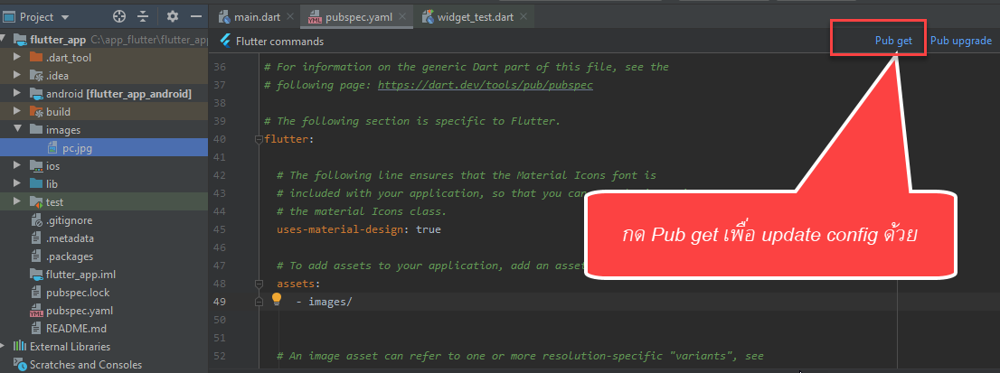 Project
main.dart
pubspec.yaml
widget_test.dart
flutter_app C:\app_flutter\flutter_app
Flutter commands
Pub get
Pub upgrade
.dart_tool
.idea
android [flutter_app_android]
build
images
pc.jpg
ios
lib
test
.gitignore
.metadata
.packages
flutter_app.iml
pubspec.lock
pubspec.yaml
README.md
External Libraries
Scratches and Consoles
36 # For information on the generic Dart part of this file, see the
37 # following page: https://dart.dev/tools/pub/pubspec
38
39 # The following section is specific to Flutter.
40 flutter:
41
42 # The following line ensures that the Material Icons font is
43 # included with your application, so that you can
44 # the material Icons class.
45 uses-material-design: true
46
47 # To add assets to your application, add an asset
48 assets:
49 - images/
50
51
52 # An image asset can refer to one or more resolution-specific "variants", see
กด Pub get เพื่อ update config ด้วย